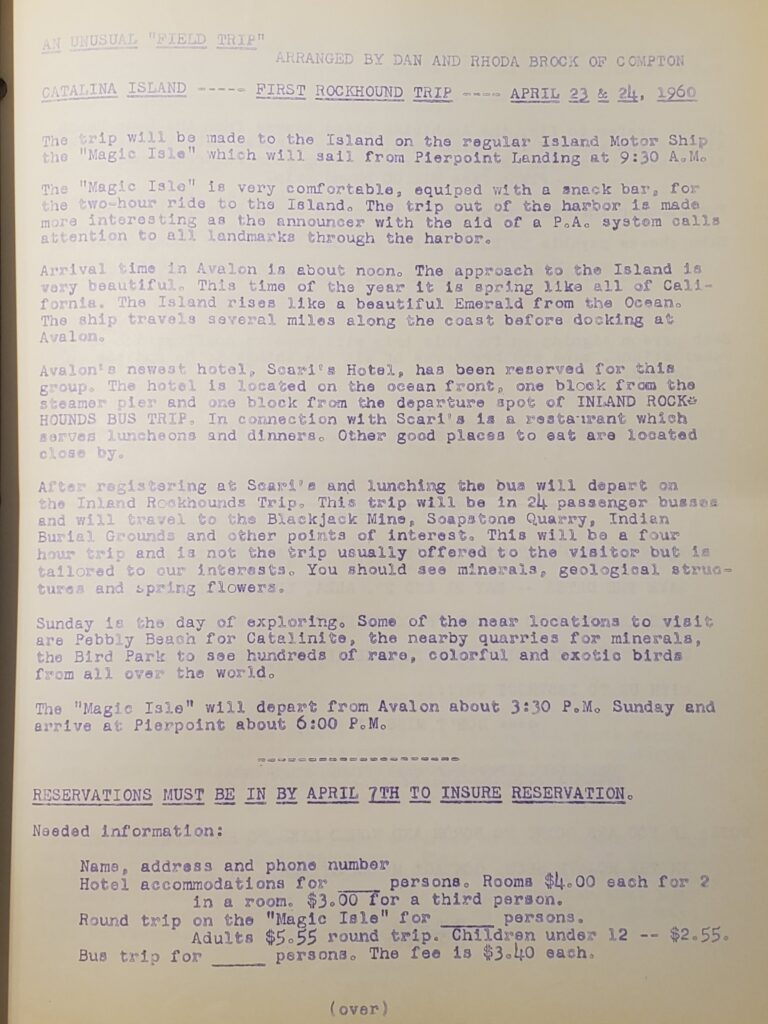 AN UNUSUAL "FIELD TRIP"
ARRANGED BY DAN AND RHODA BROCK OF COMPTON
CATALINA ISLAND ----- FIRST ROCKHOUND TRIP ---- APRIL 23 & 24, 1960
The trip will be made to the Island on the regular Island Motor Ship
the "Magic Isle" which will sail from Pierpoint Landing at 9:30 A.M.
The "Magic Isle" is very comfortable, equiped with a snack bar, for
the two-hour ride to the Island. The trip out of the harbor is made
more interesting as the announcer with the aid of a P.A. system calls
attention to all landmarks through the harbor.
Arrival time in Avalon is about noon. The approach to the Island is
very beautiful. This time of the year it is spring like all of Cali-
fornia. The Island rises like a beautiful Emerald from the Ocean.
The ship travels several miles along the coast before docking at
Avalon.
Avalon's newest hotel, Scari's Hotel, has been reserved for this
group. The hotel is located on the ocean front, one block from the
steamer pier and one block from the departure spot of INLAND ROCK-
HOUNDS BUS TRIP. In connection with Scari's is a restaurant which
serves luncheons and dinners. Other good places to eat are located
close by.
After registering at Scari's and lunching the bus will depart on
the Inland Rockhounds Trip. This trip will be in 24 passenger busses
and will travel to the Blackjack Mine, Soapstone Quarry, Indian
Burial Grounds and other points of interest. This will be a four
hour trip and is not the trip usually offered to the visitor but is
tailored to our interests. You should see minerals, geological struc-
tures and spring flowers.
Sunday is the day of exploring. Some of the near locations to visit
are Pebbly Beach for Catalinite, the nearby quarries for minerals,
the Bird Park to see hundreds of rare, colorful and exotic birds
from all over the world.
The "Magic Isle" will depart from Avalon about 3:30 P.M. Sunday and
arrive at Pierpoint about 6:00 P.M.
--------------------
RESERVATIONS MUST BE IN BY APRIL 7TH TO INSURE RESERVATION.
Needed information:
Name, address and phone number
Hotel accommodations for ____ persons. Rooms $4.00 each for 2
in a room. $3.00 for a third person.
Round trip on the "Magic Isle" for _____ persons.
Adults $5.55 round trip. Children under 12 -- $2.55.
Bus trip for _____ persons. The fee is $3.40 each.
(over)